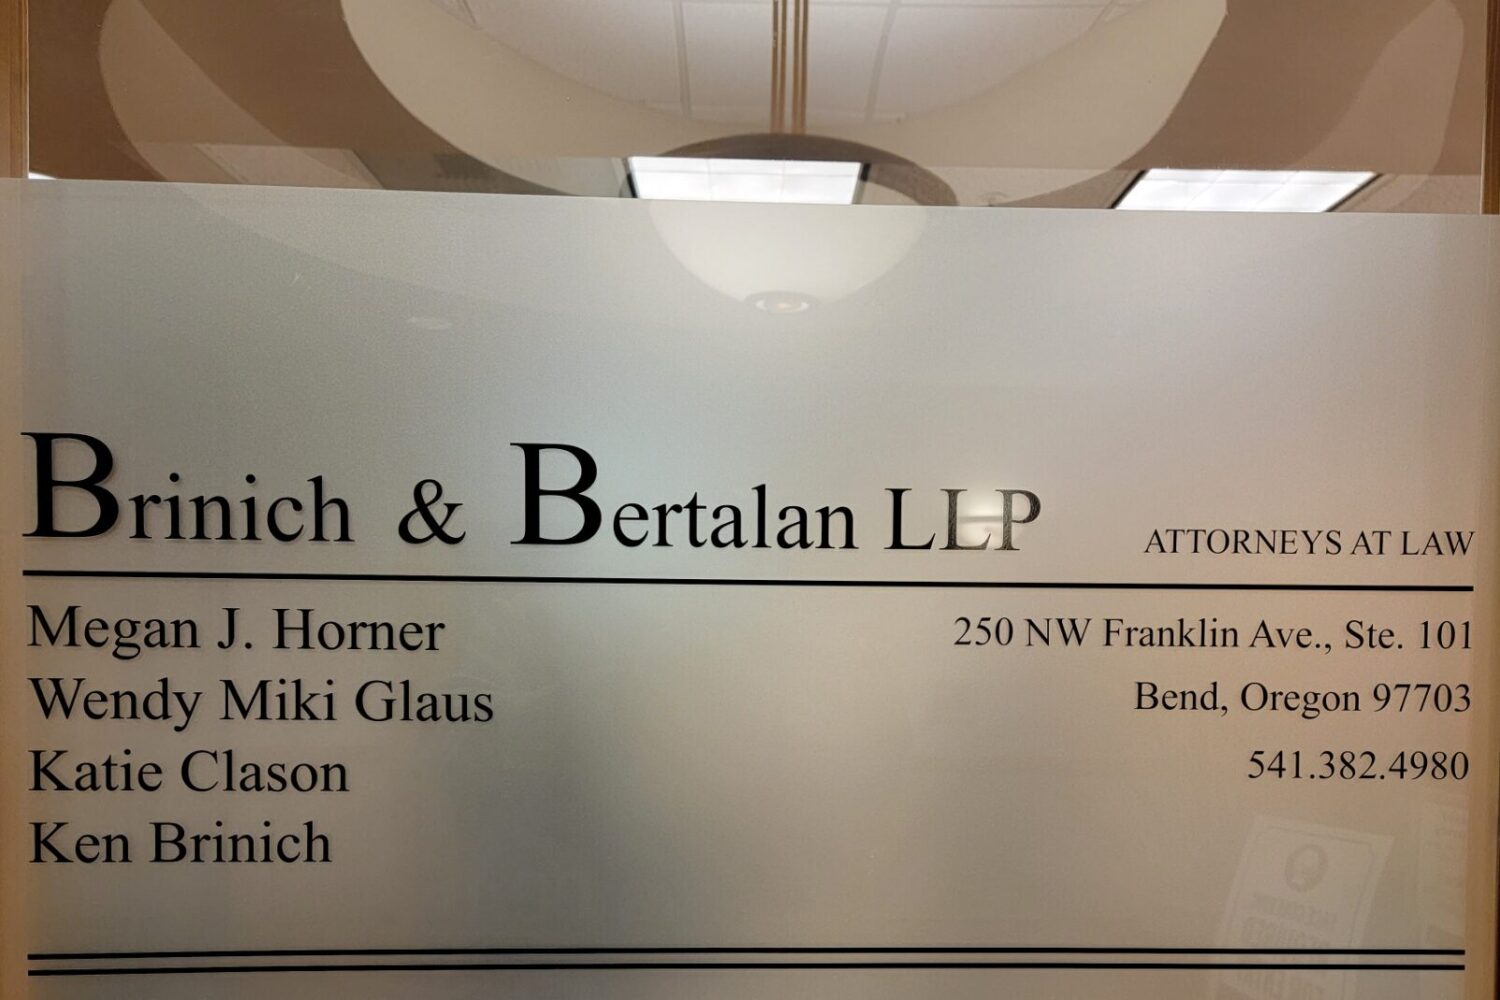 Brinich & Bertalan LLP ATTORNEYS AT LAW
Megan J. Horner 250 NW Franklin Ave., Ste. 101
Wendy Miki Glaus Bend, Oregon 97703
Katie Clason 541.382.4980
Ken Brinich